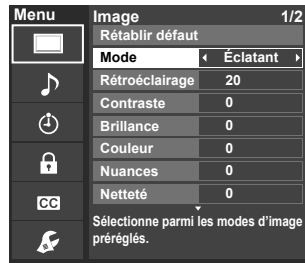 Menu
Image 1/2
Rétablir défaut
Mode Éclatant
Rétroéclairage 20
Contraste 0
Brillance 0
Couleur 0
Nuances 0
Netteté 0
CC
Sélectionne parmi les modes d'image
préréglés.